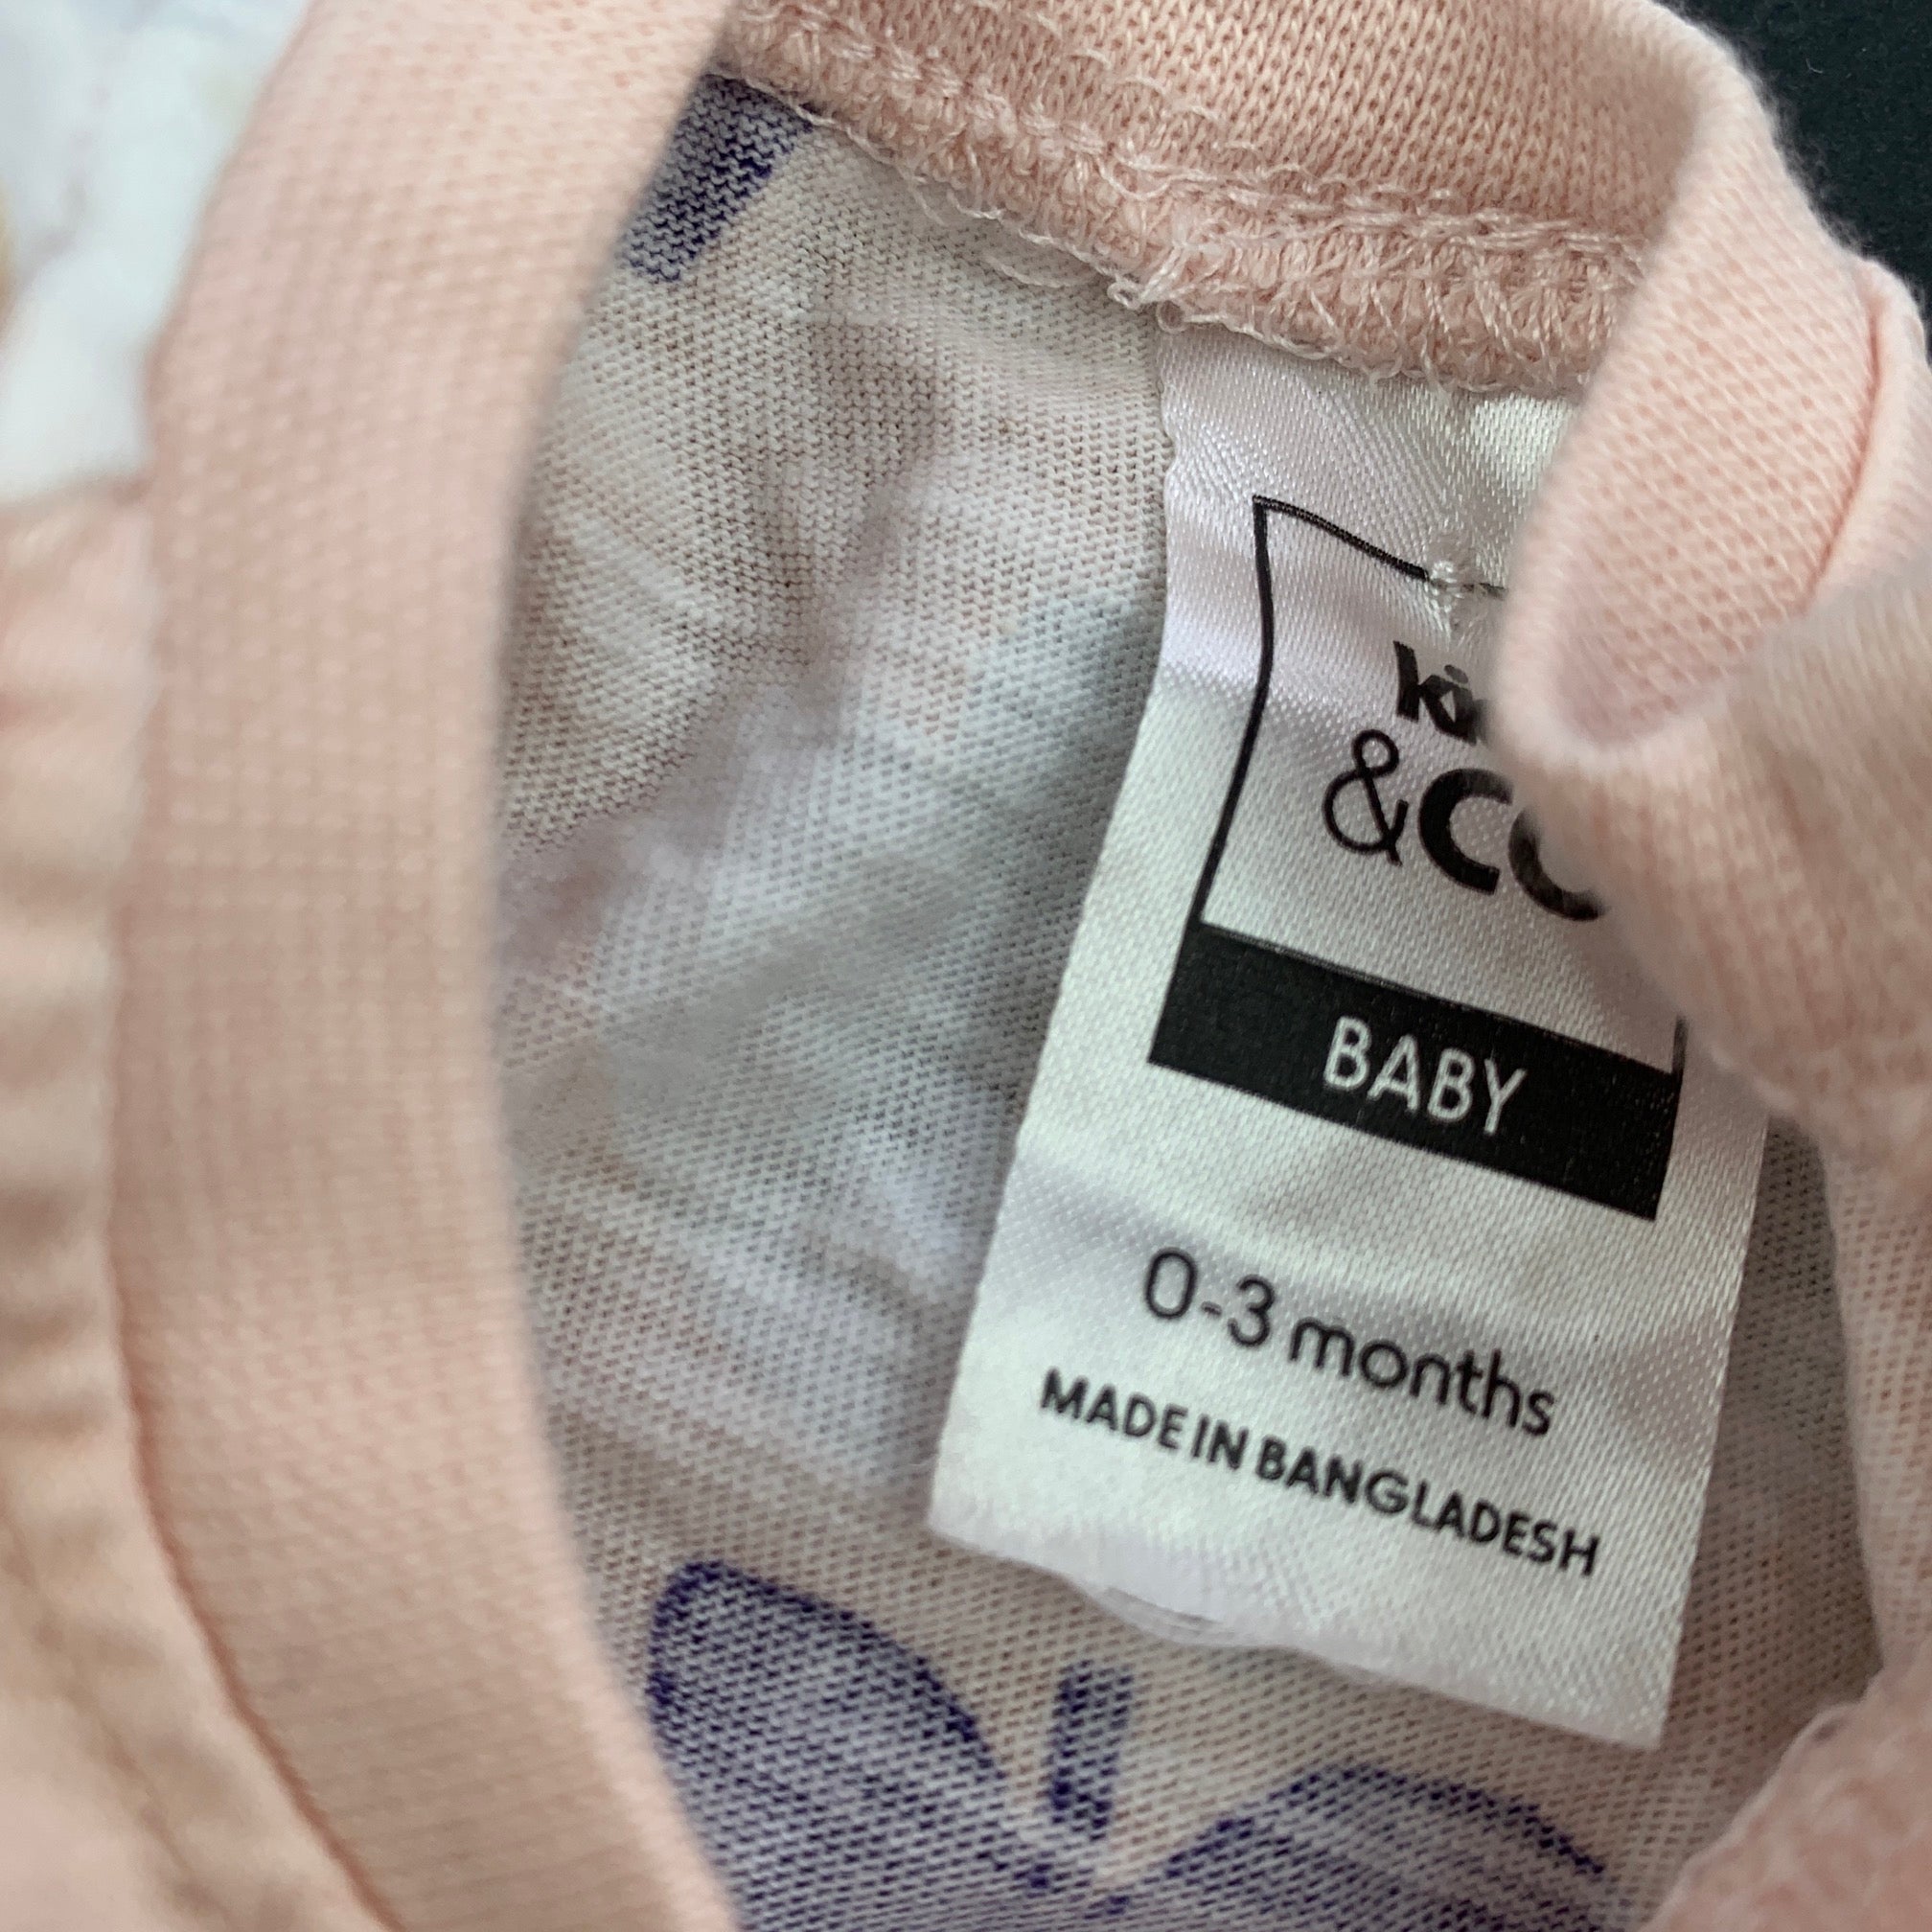 &CO
BABY
0-3 months
MADE IN BANGLADESH